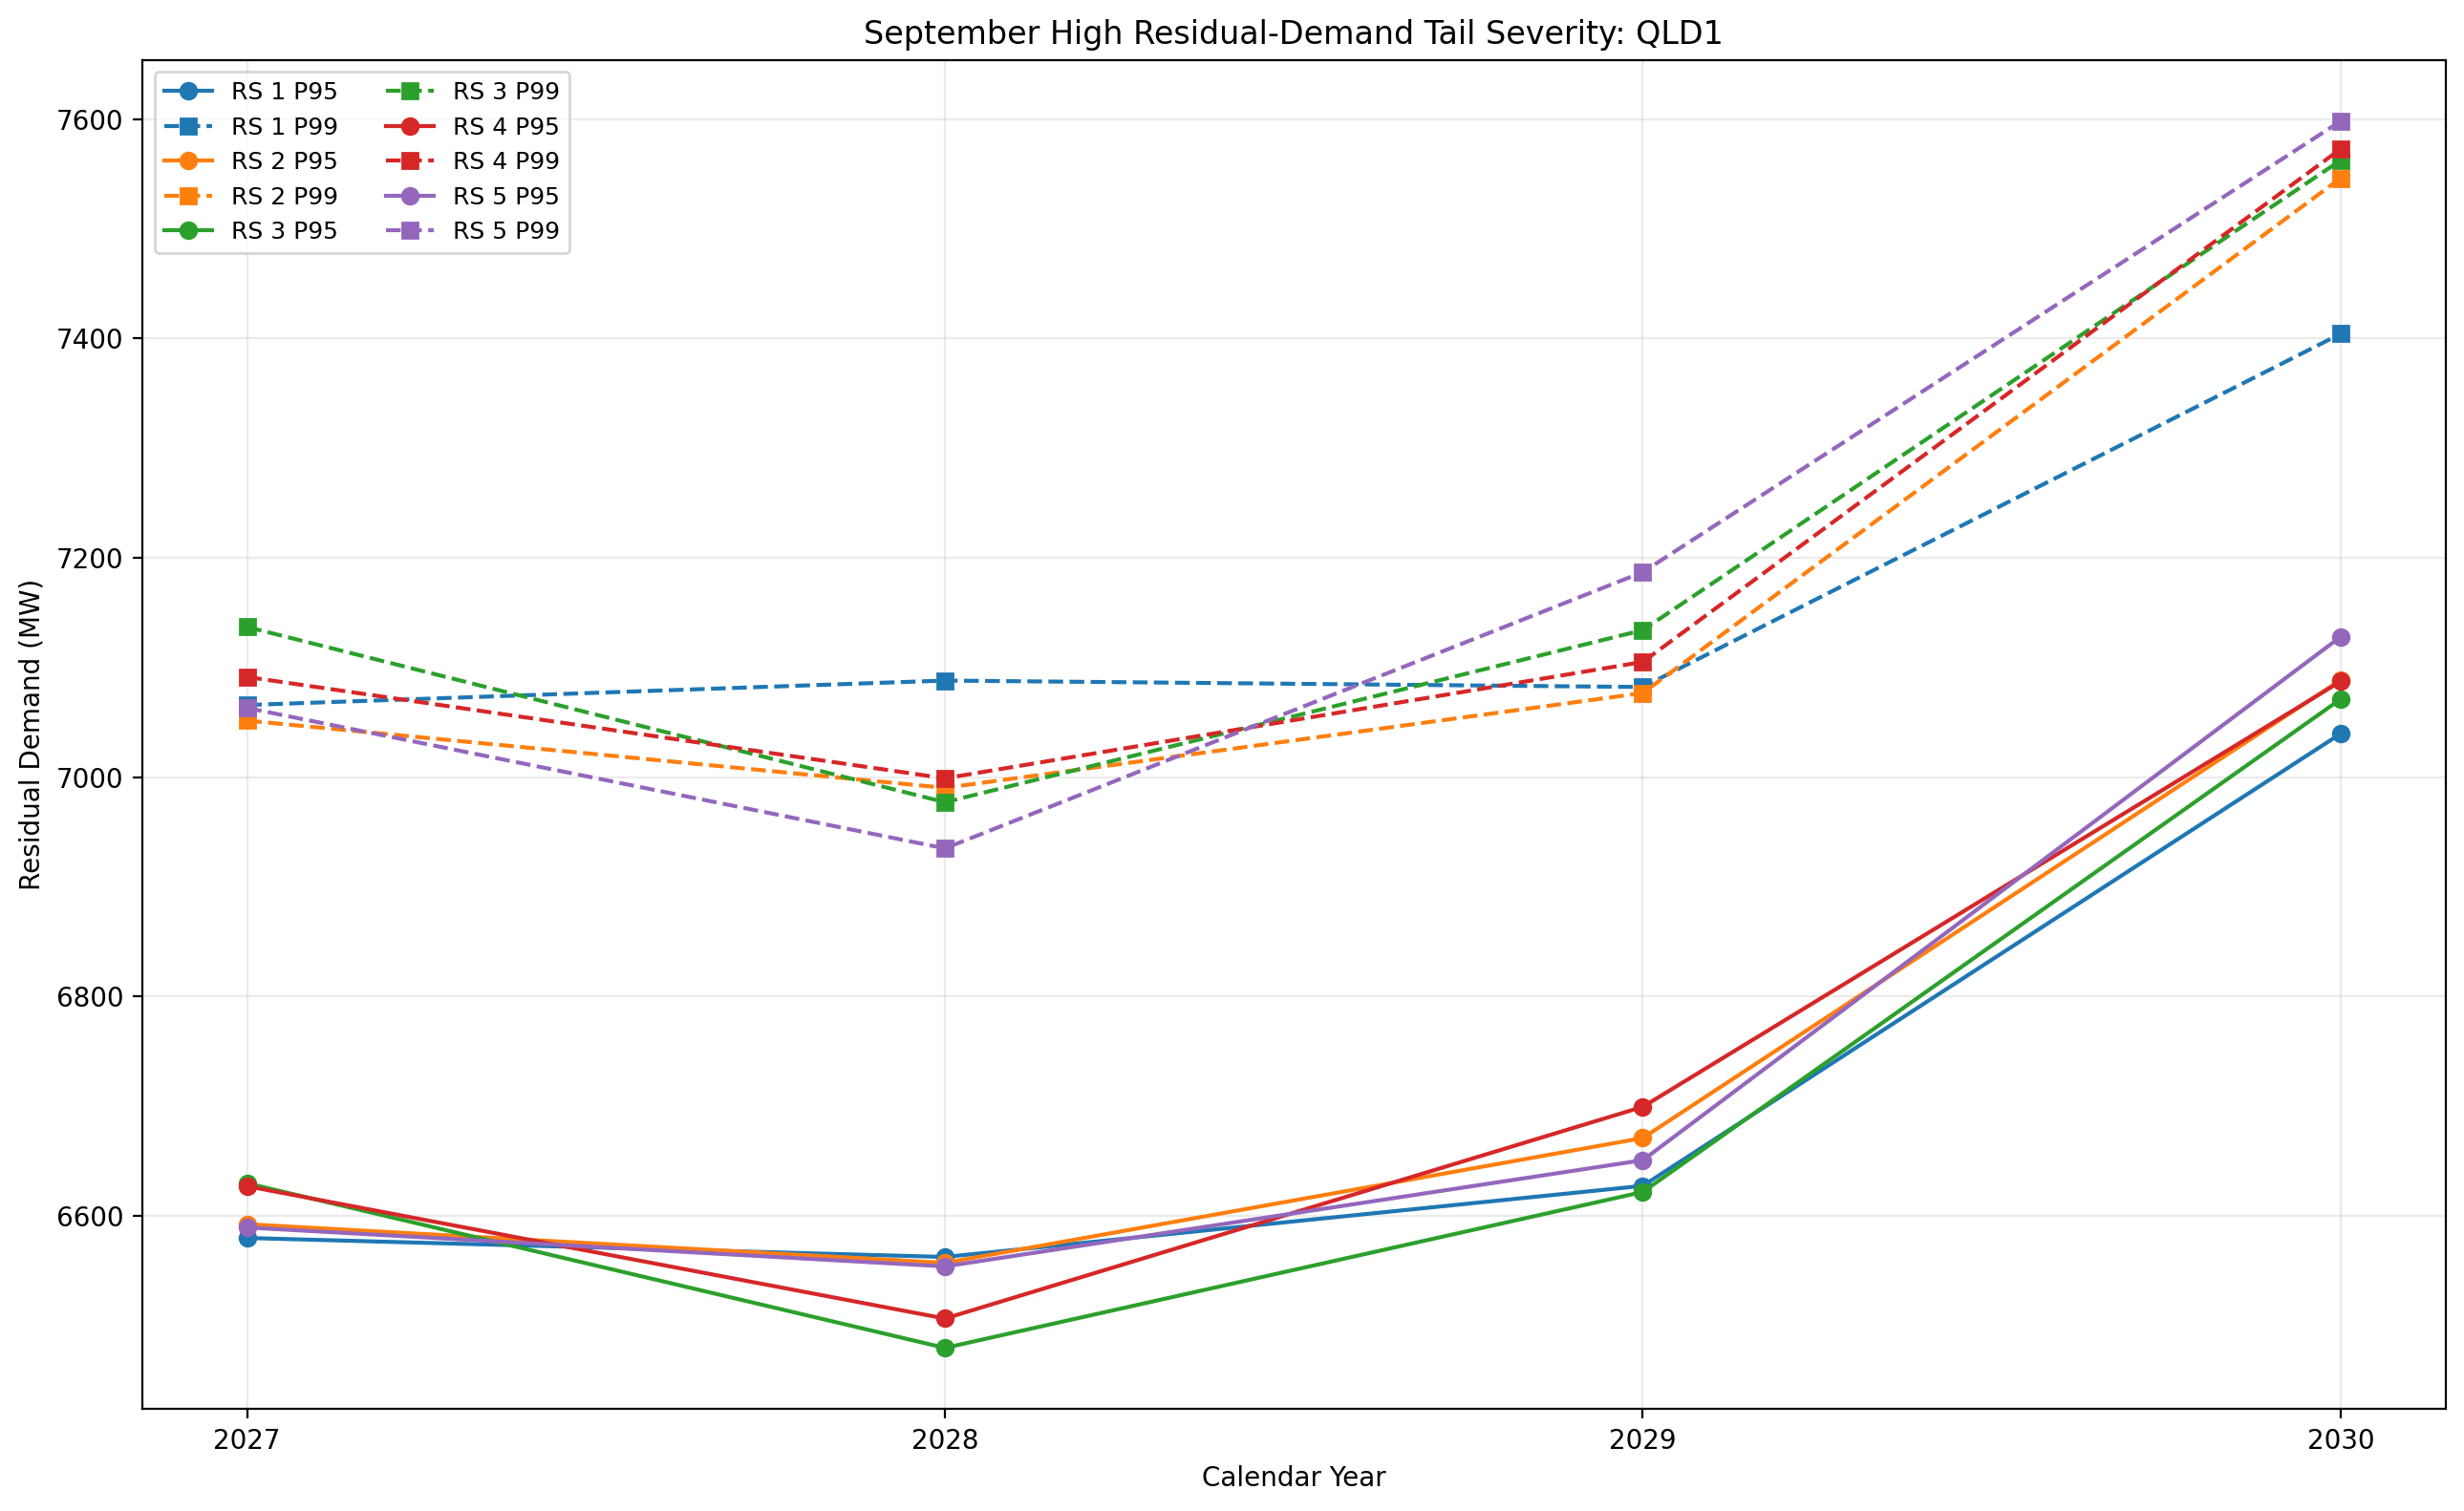 September High Residual-Demand Tail Severity: QLD1
RS 1 P95
RS 1 P99
RS 2 P95
RS 2 P99
RS 3 P95
RS 3 P99
RS 4 P95
RS 4 P99
RS 5 P95
RS 5 P99
Residual Demand (MW)
7600
7400
7200
7000
6800
6600
2027
2028
2029
2030
Calendar Year